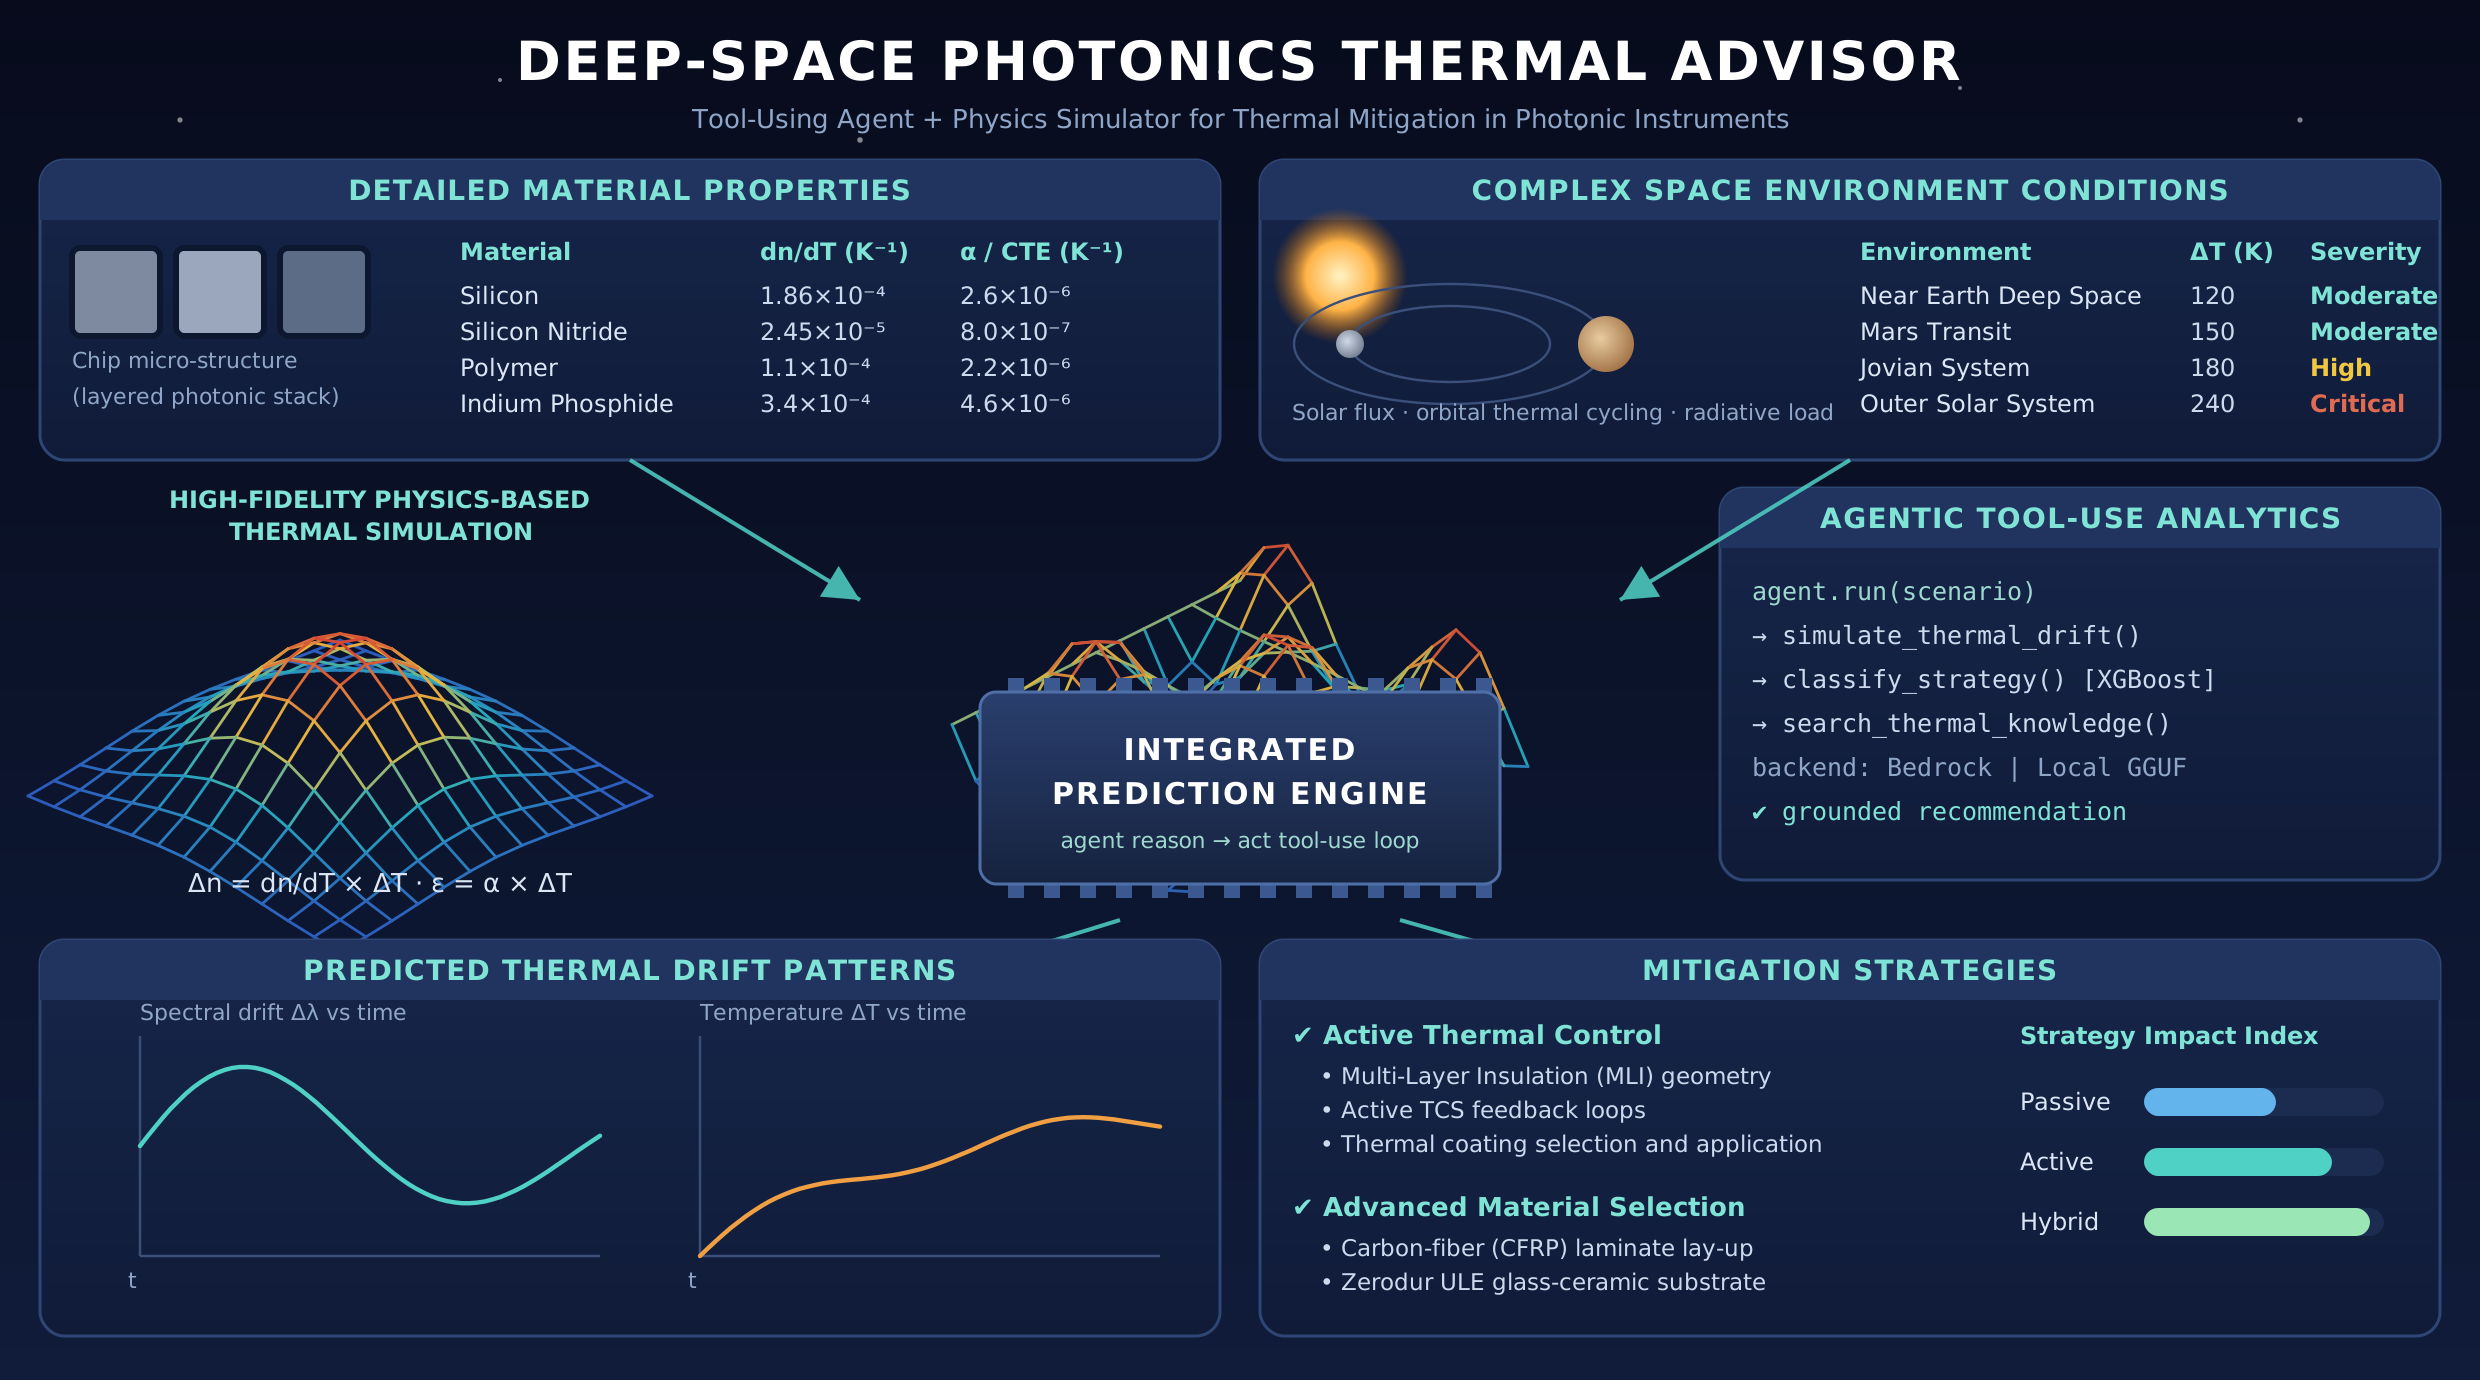 DEEP-SPACE PHOTONICS THERMAL ADVISOR
Tool-Using Agent + Physics Simulator for Thermal Mitigation in Photonic Instruments
DETAILED MATERIAL PROPERTIES
Chip micro-structure
(layered photonic stack)
Material dn/dT (K⁻¹) α / CTE (K⁻¹)
Silicon 1.86×10⁻⁴ 2.6×10⁻⁶
Silicon Nitride 2.45×10⁻⁵ 8.0×10⁻⁷
Polymer 1.1×10⁻⁴ 2.2×10⁻⁶
Indium Phosphide 3.4×10⁻⁴ 4.6×10⁻⁶
COMPLEX SPACE ENVIRONMENT CONDITIONS
Solar flux · orbital thermal cycling · radiative load
Environment ΔT (K) Severity
Near Earth Deep Space 120 Moderate
Mars Transit 150 Moderate
Jovian System 180 High
Outer Solar System 240 Critical
HIGH-FIDELITY PHYSICS-BASED
THERMAL SIMULATION
Δn = dn/dT × ΔT · ε = α × ΔT
INTEGRATED
PREDICTION ENGINE
agent reason → act tool-use loop
AGENTIC TOOL-USE ANALYTICS
agent.run(scenario)
→ simulate_thermal_drift()
→ classify_strategy() [XGBoost]
→ search_thermal_knowledge()
backend: Bedrock | Local GGUF
✔ grounded recommendation
PREDICTED THERMAL DRIFT PATTERNS
Spectral drift Δλ vs time
t
Temperature ΔT vs time
t
MITIGATION STRATEGIES
✔ Active Thermal Control
• Multi-Layer Insulation (MLI) geometry
• Active TCS feedback loops
• Thermal coating selection and application
✔ Advanced Material Selection
• Carbon-fiber (CFRP) laminate lay-up
• Zerodur ULE glass-ceramic substrate
Strategy Impact Index
Passive
Active
Hybrid